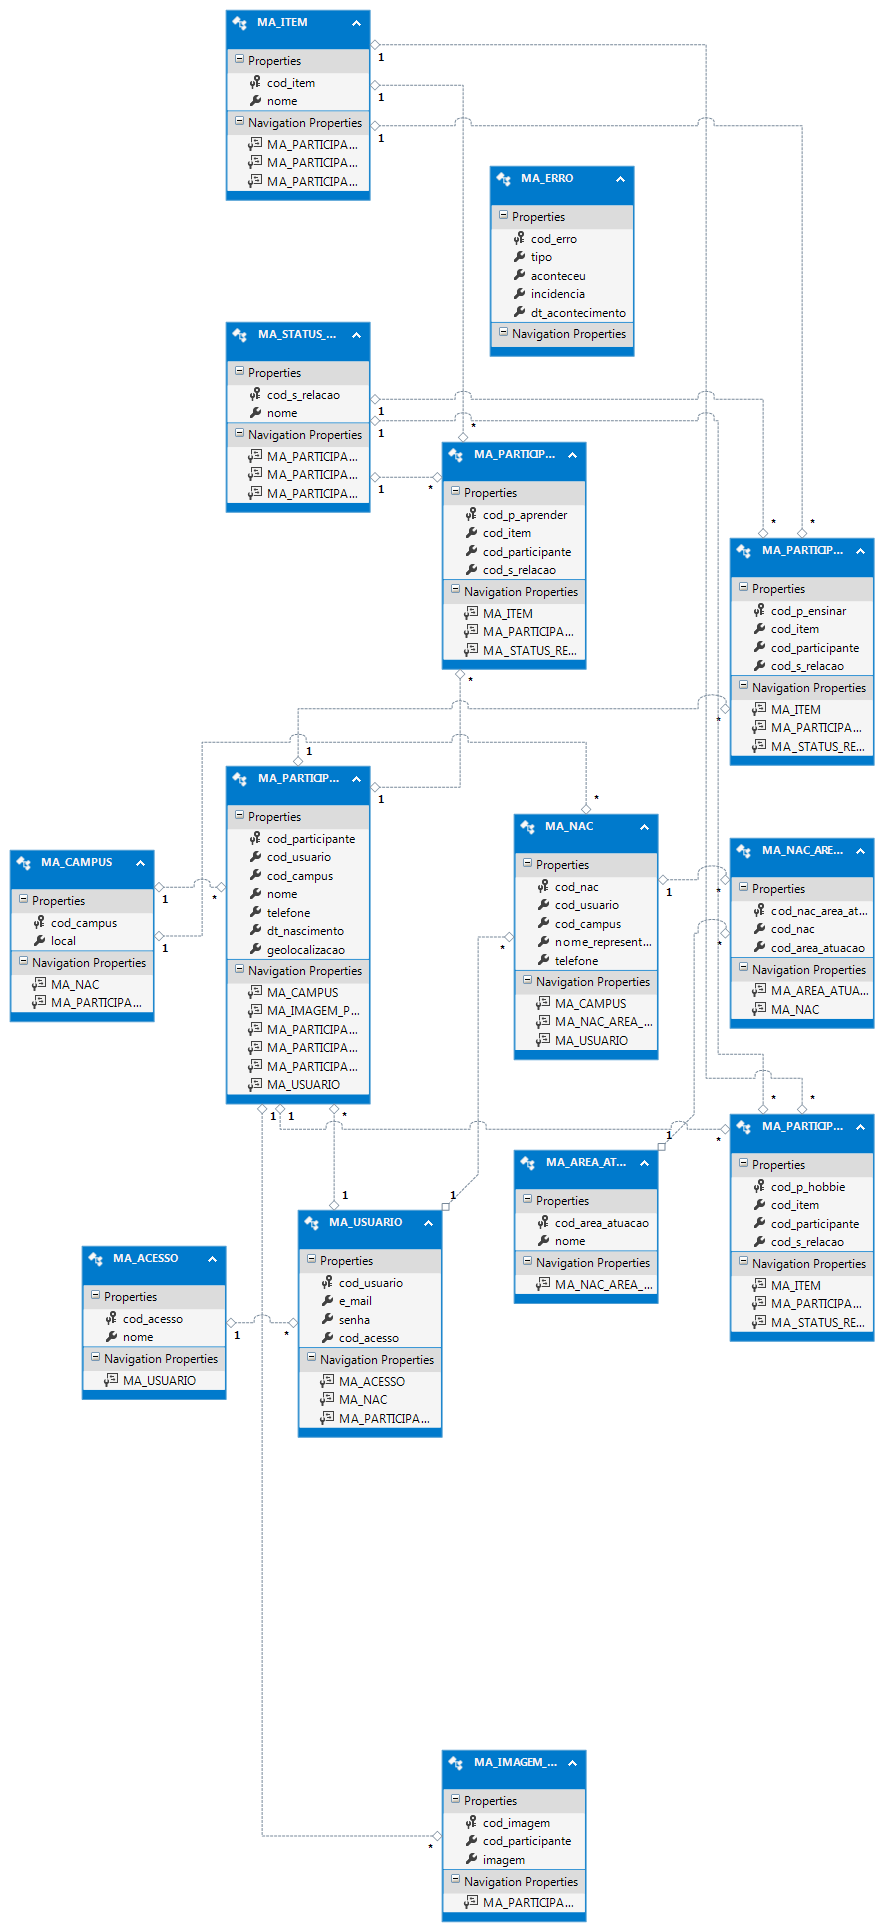 MA_ITEM
Properties
cod_item
nome
Navigation Properties
MA_PARTICIPA...
MA_PARTICIPA...
MA_PARTICIPA...
1
1
1
MA_ERRO
Properties
cod_erro
tipo
aconteceu
incidencia
dt_acontecimento
Navigation Properties
MA_STATUS_...
Properties
cod_s_relacao
nome
Navigation Properties
MA_PARTICIPA...
MA_PARTICIPA...
MA_PARTICIPA...
1
1
1
*
*
MA_PARTICIP...
Properties
cod_p_aprender
cod_item
cod_participante
cod_s_relacao
Navigation Properties
MA_ITEM
MA_PARTICIPA...
MA_STATUS_RE...
*
*
*
MA_PARTICIP...
Properties
cod_p_ensinar
cod_item
cod_participante
cod_s_relacao
Navigation Properties
MA_ITEM
MA_PARTICIPA...
MA_STATUS_RE...
*
1
1
MA_PARTICIP...
Properties
cod_participante
cod_usuario
cod_campus
nome
telefone
dt_nascimento
geolocalizacao
Navigation Properties
MA_CAMPUS
MA_IMAGEM_P...
MA_PARTICIPA...
MA_PARTICIPA...
MA_PARTICIPA...
MA_USUARIO
MA_CAMPUS
Properties
cod_campus
local
Navigation Properties
MA_NAC
MA_PARTICIPA...
1
*
1
*
MA_NAC
Properties
cod_nac
cod_usuario
cod_campus
nome_represent...
telefone
Navigation Properties
MA_CAMPUS
MA_NAC_AREA_...
MA_USUARIO
1
*
*
*
MA_NAC_ARE...
Properties
cod_nac_area_at...
cod_nac
cod_area_atuacao
Navigation Properties
MA_AREA_ATUA...
MA_NAC
*
*
1
1
*
1
*
1
1
MA_PARTICIP...
Properties
cod_p_hobbie
cod_item
cod_participante
cod_s_relacao
Navigation Properties
MA_ITEM
MA_PARTICIPA...
MA_STATUS_RE...
MA_AREA_AT...
Properties
cod_area_atuacao
nome
Navigation Properties
MA_NAC_AREA_...
MA_USUARIO
Properties
cod_usuario
e_mail
senha
cod_acesso
Navigation Properties
MA_ACESSO
MA_NAC
MA_PARTICIPA...
MA_ACESSO
Properties
cod_acesso
nome
Navigation Properties
MA_USUARIO
1
*
MA_IMAGEM_...
Properties
cod_imagem
cod_participante
imagem
Navigation Properties
MA_PARTICIPA...
*